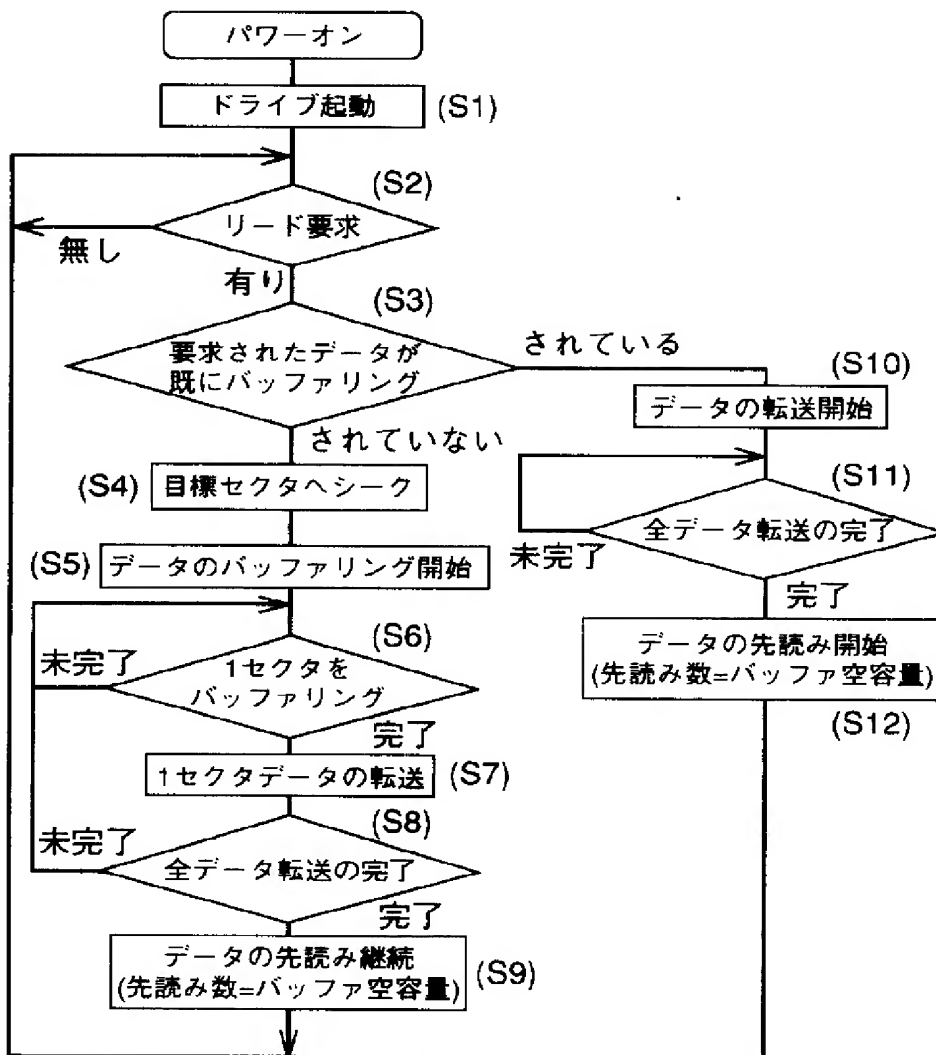 パワーオン
ドライブ起動
(S1)
(S2)
リード要求
無し
有り
(S3)
要求されたデータが
既にバッファリング
されている
されていない
(S4)
目標セクタへシーク
(S5)
データのバッファリング開始
(S6)
1セクタを
バッファリング
未完了
完了
1セクタデータの転送
(S7)
(S8)
未完了
全データ転送の完了
完了
データの先読み継続
(先読み数=バッファ空容量)
(S9)
(S10)
データの転送開始
(S11)
全データ転送の完了
未完了
完了
データの先読み開始
(先読み数=バッファ空容量)
(S12)